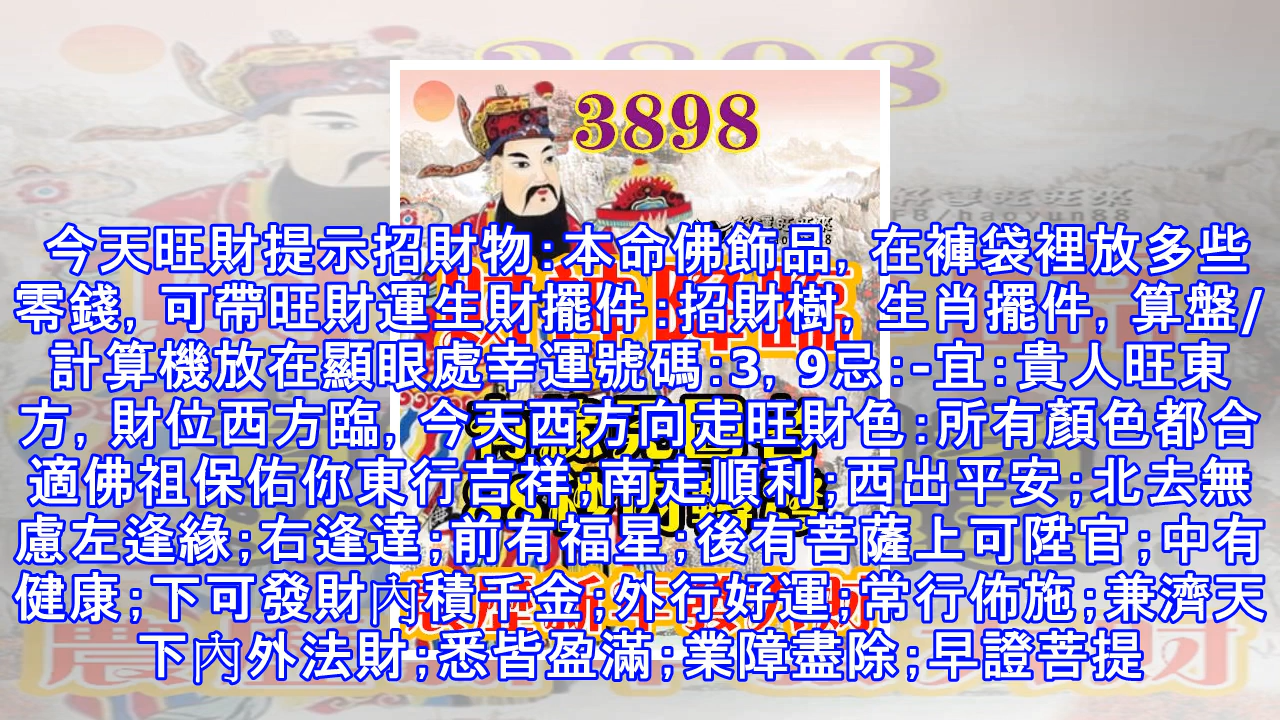 3898
好運旺旺來
FB/haoyun88
今天旺財提示招財物:本命佛飾品,在褲袋裡放多些
零錢,可帶旺財運生財擺件:招財樹,生肖擺件,算盤/
計算機放在顯眼處幸運號碼:3,9忌:-宜:貴人旺東
方,財位西方臨,今天西方向走旺財色:所有顏色都合
適佛祖保佑你東行吉祥;南走順利;西出平安;北去無
慮左逢緣;右逢達;前有福星;後有菩薩上可陞官;中有
健康;下可發財內積千金;外行好運;常行佈施;兼濟天
下內外法財;悉皆盈滿;業障盡除;早證菩提